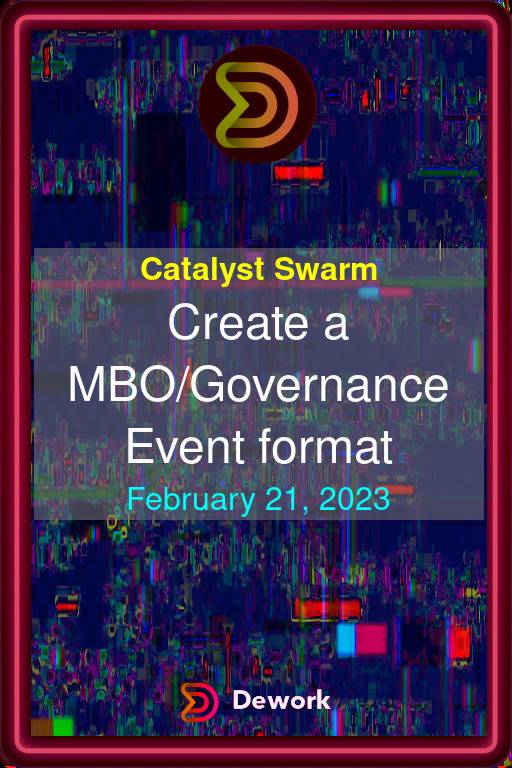 Catalyst Swarm
Create a
MBO/Governance
Event format
February 21, 2023
Dework